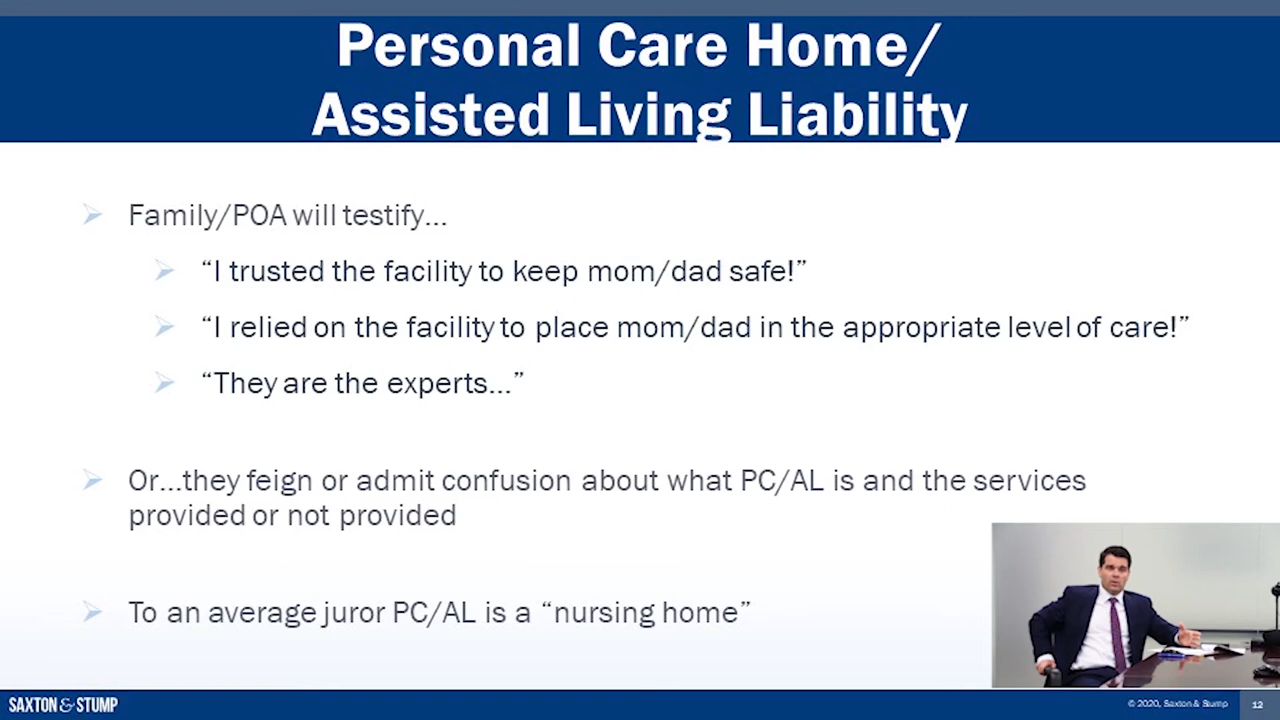 Personal Care Home/
Assisted Living Liability
Family/POA will testify...
“I trusted the facility to keep mom/dad safe!”
“I relied on the facility to place mom/dad in the appropriate level of care!”
“They are the experts...”
Or...they feign or admit confusion about what PC/AL is and the services
provided or not provided
To an average juror PC/AL is a “nursing home”
SAXTON & STUMP
© 2020, Saxton & Stump
12